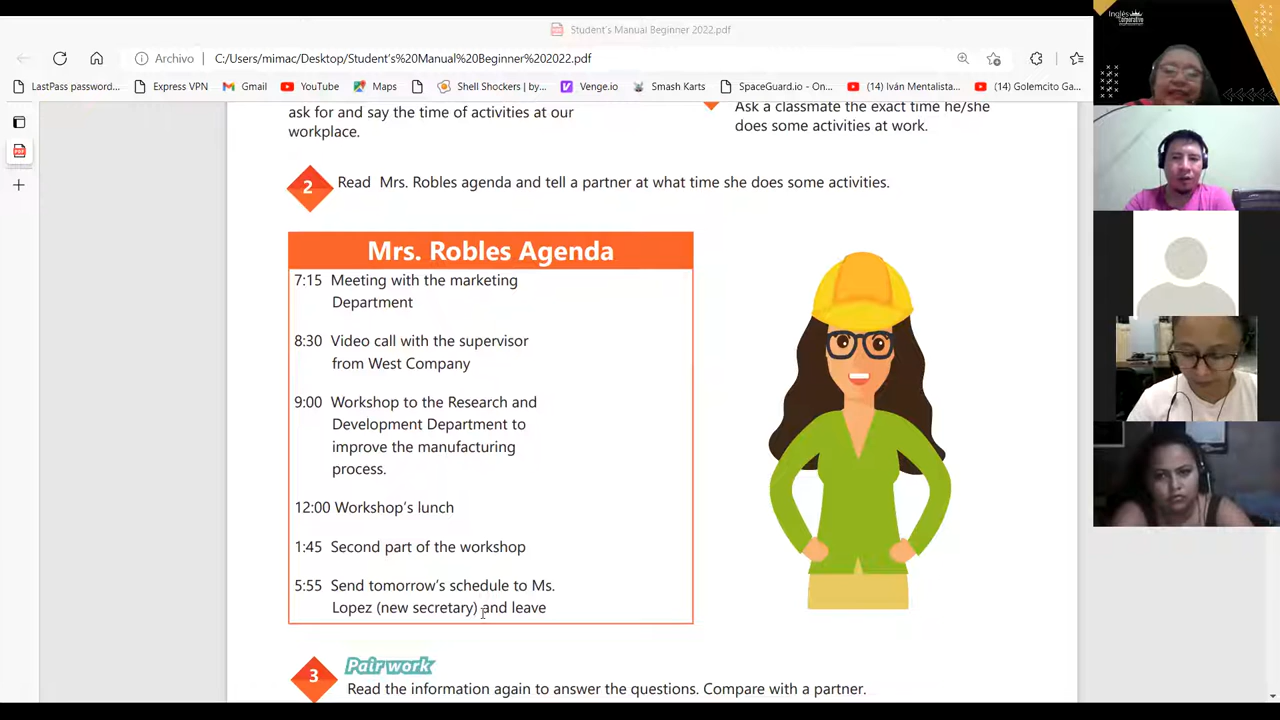 Student's Manual Beginner 2022.pdf
Archivo
C:/Users/mimac/Desktop/Student's%20Manual%20Beginner%202022.pdf
LastPass password...
Express VPN
Gmail
YouTube
Maps
Shell Shockers | by...
Venge.io
Smash Karts
SpaceGuard.io - On...
(14) Iván Mentalista...
(14) Golemcito Ga...
ask for and say the time of activities at our
workplace.
Ask a classmate the exact time he/she
does some activities at work.
2
Read Mrs. Robles agenda and tell a partner at what time she does some activities.
Mrs. Robles Agenda
7:15 Meeting with the marketing
Department
8:30 Video call with the supervisor
from West Company
9:00 Workshop to the Research and
Development Department to
improve the manufacturing
process.
12:00 Workshop's lunch
1:45 Second part of the workshop
5:55 Send tomorrow's schedule to Ms.
Lopez (new secretary) and leave
3
Pair work
Read the information again to answer the questions. Compare with a partner.
Inglés
Corporativo